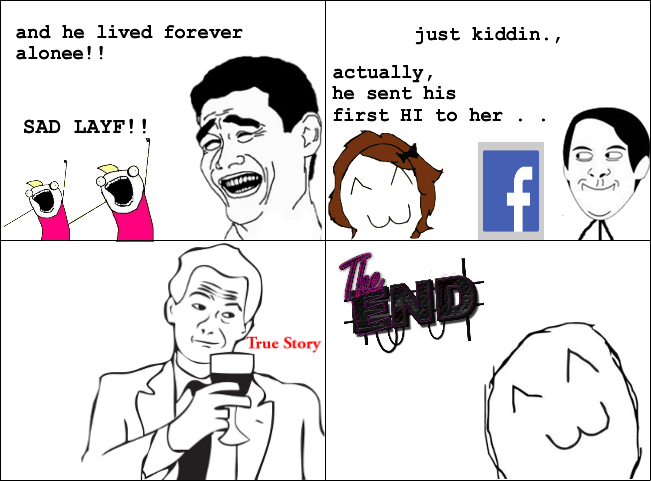 and he lived forever
alonee!!
SAD LAYF!!
just kiddin.,
actually,
he sent his
first HI to her . .
f
True Story
The
END